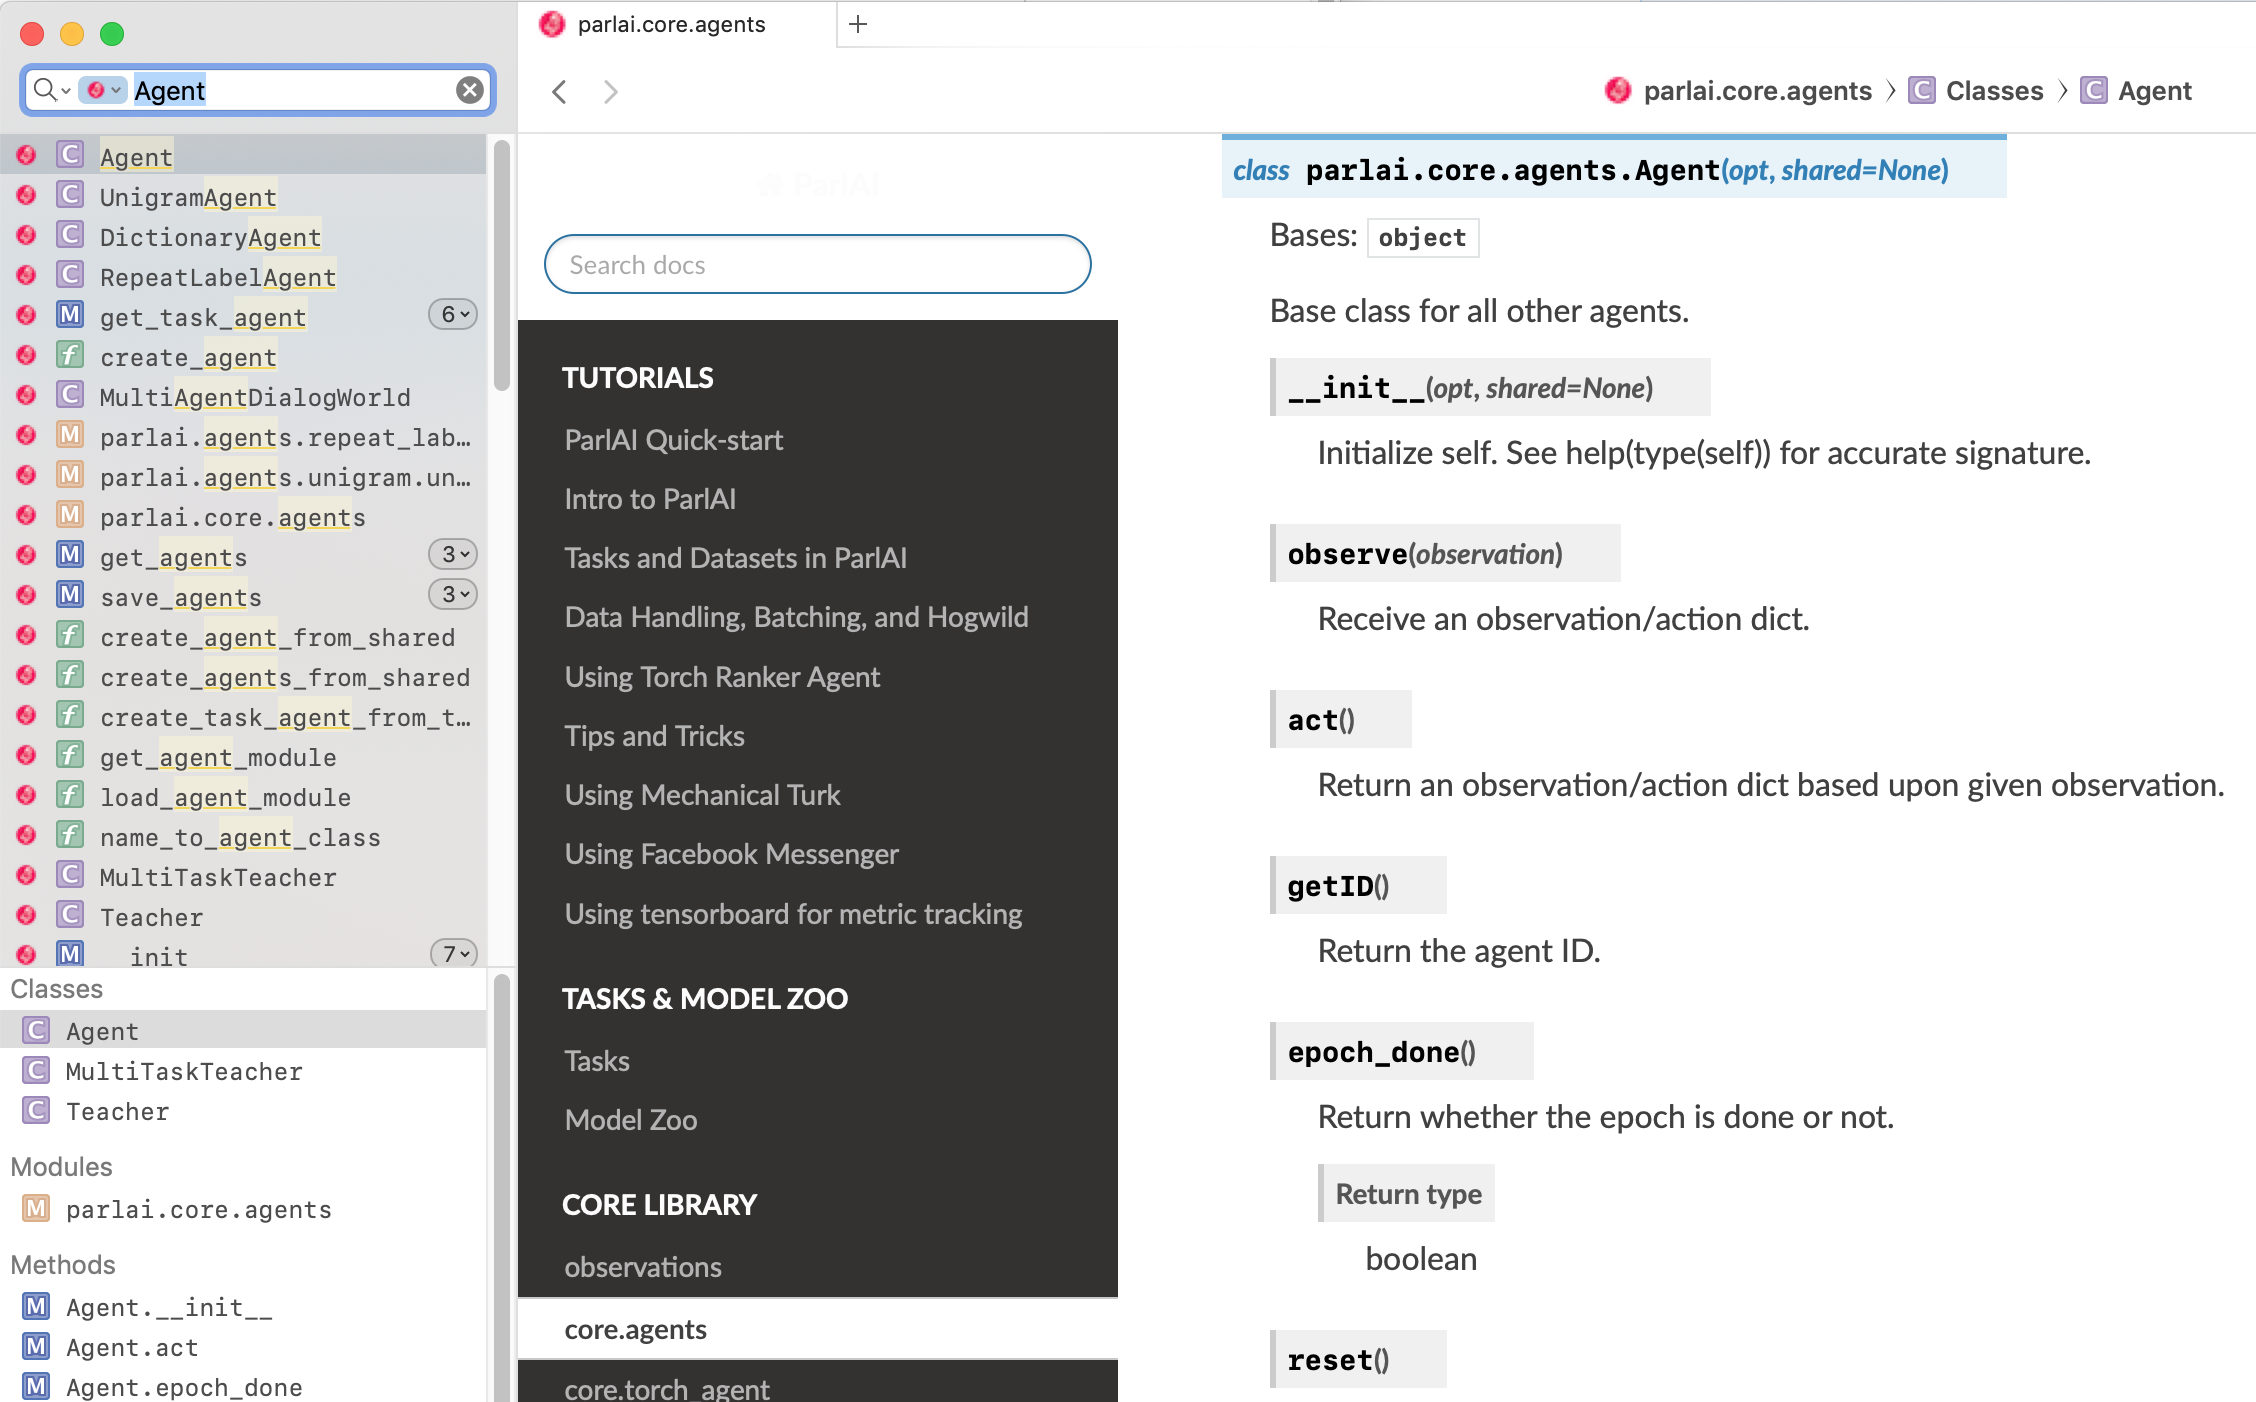 parlai.core.agents
Agent
parlai.core.agents
Classes
Agent
Agent
UnigramAgent
DictionaryAgent
RepeatLabelAgent
get_task_agent 6
create_agent
MultiAgentDialogWorld
parlai.agents.repeat_lab…
parlai.agents.unigram.un…
parlai.core.agents
get_agents 3
save_agents 3
create_agent_from_shared
create_agents_from_shared
create_task_agent_from_t…
get_agent_module
load_agent_module
name_to_agent_class
MultiTaskTeacher
Teacher
__init__ 7
Classes
Agent
MultiTaskTeacher
Teacher
Modules
parlai.core.agents
Methods
Agent.__init__
Agent.act
Agent.epoch_done
ParlAI
Search docs
TUTORIALS
ParlAI Quick-start
Intro to ParlAI
Tasks and Datasets in ParlAI
Data Handling, Batching, and Hogwild
Using Torch Ranker Agent
Tips and Tricks
Using Mechanical Turk
Using Facebook Messenger
Using tensorboard for metric tracking
TASKS & MODEL ZOO
Tasks
Model Zoo
CORE LIBRARY
observations
core.agents
core.torch_agent
class parlai.core.agents.Agent(opt, shared=None)
Bases: object
Base class for all other agents.
__init__(opt, shared=None)
Initialize self. See help(type(self)) for accurate signature.
observe(observation)
Receive an observation/action dict.
act()
Return an observation/action dict based upon given observation.
getID()
Return the agent ID.
epoch_done()
Return whether the epoch is done or not.
Return type
boolean
reset()